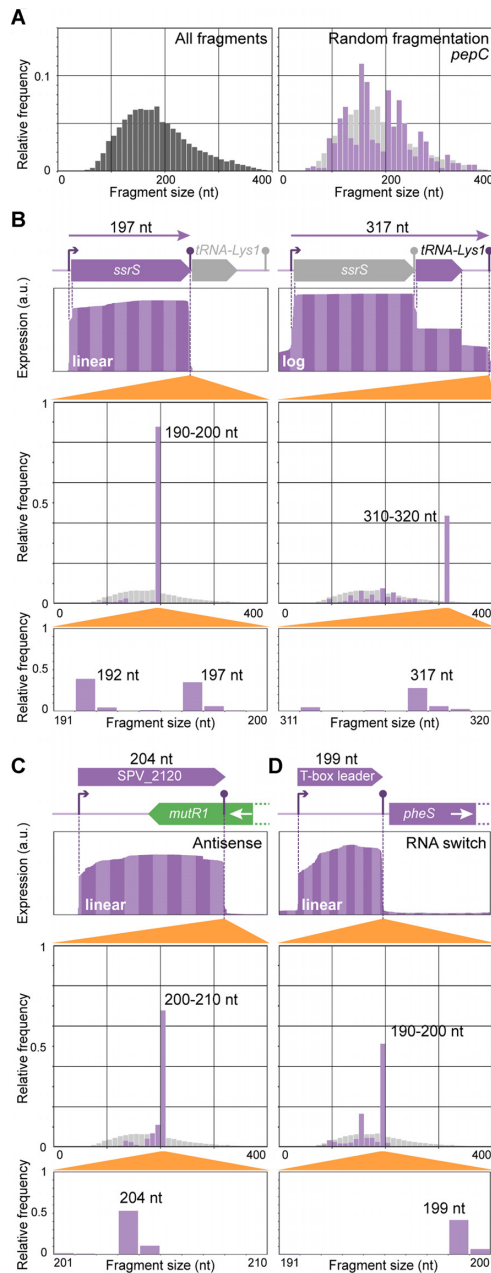 A
All fragments
Random fragmentation
pepC
Relative frequency
0.1
0
0 200 400
0 200 400
Fragment size (nt)
Fragment size (nt)
B
197 nt
317 nt
tRNA-Lys1
tRNA-Lys1
ssrS
ssrS
Expression (a.u.)
linear
log
1
190-200 nt
Relative frequency
0.5
310-320 nt
0
0 400
0 400
1
Relative frequency
0.5
0
192 nt
197 nt
317 nt
191 Fragment size (nt) 200
311 Fragment size (nt) 320
C
D
204 nt
199 nt
SPV_2120
T-box leader
mutR1
pheS
Expression (a.u.)
Antisense
RNA switch
linear
linear
1
200-210 nt
190-200 nt
Relative frequency
0.5
0
0 400
0 400
1
Relative frequency
0.5
0
204 nt
199 nt
201 210
191 200
Fragment size (nt)
Fragment size (nt)